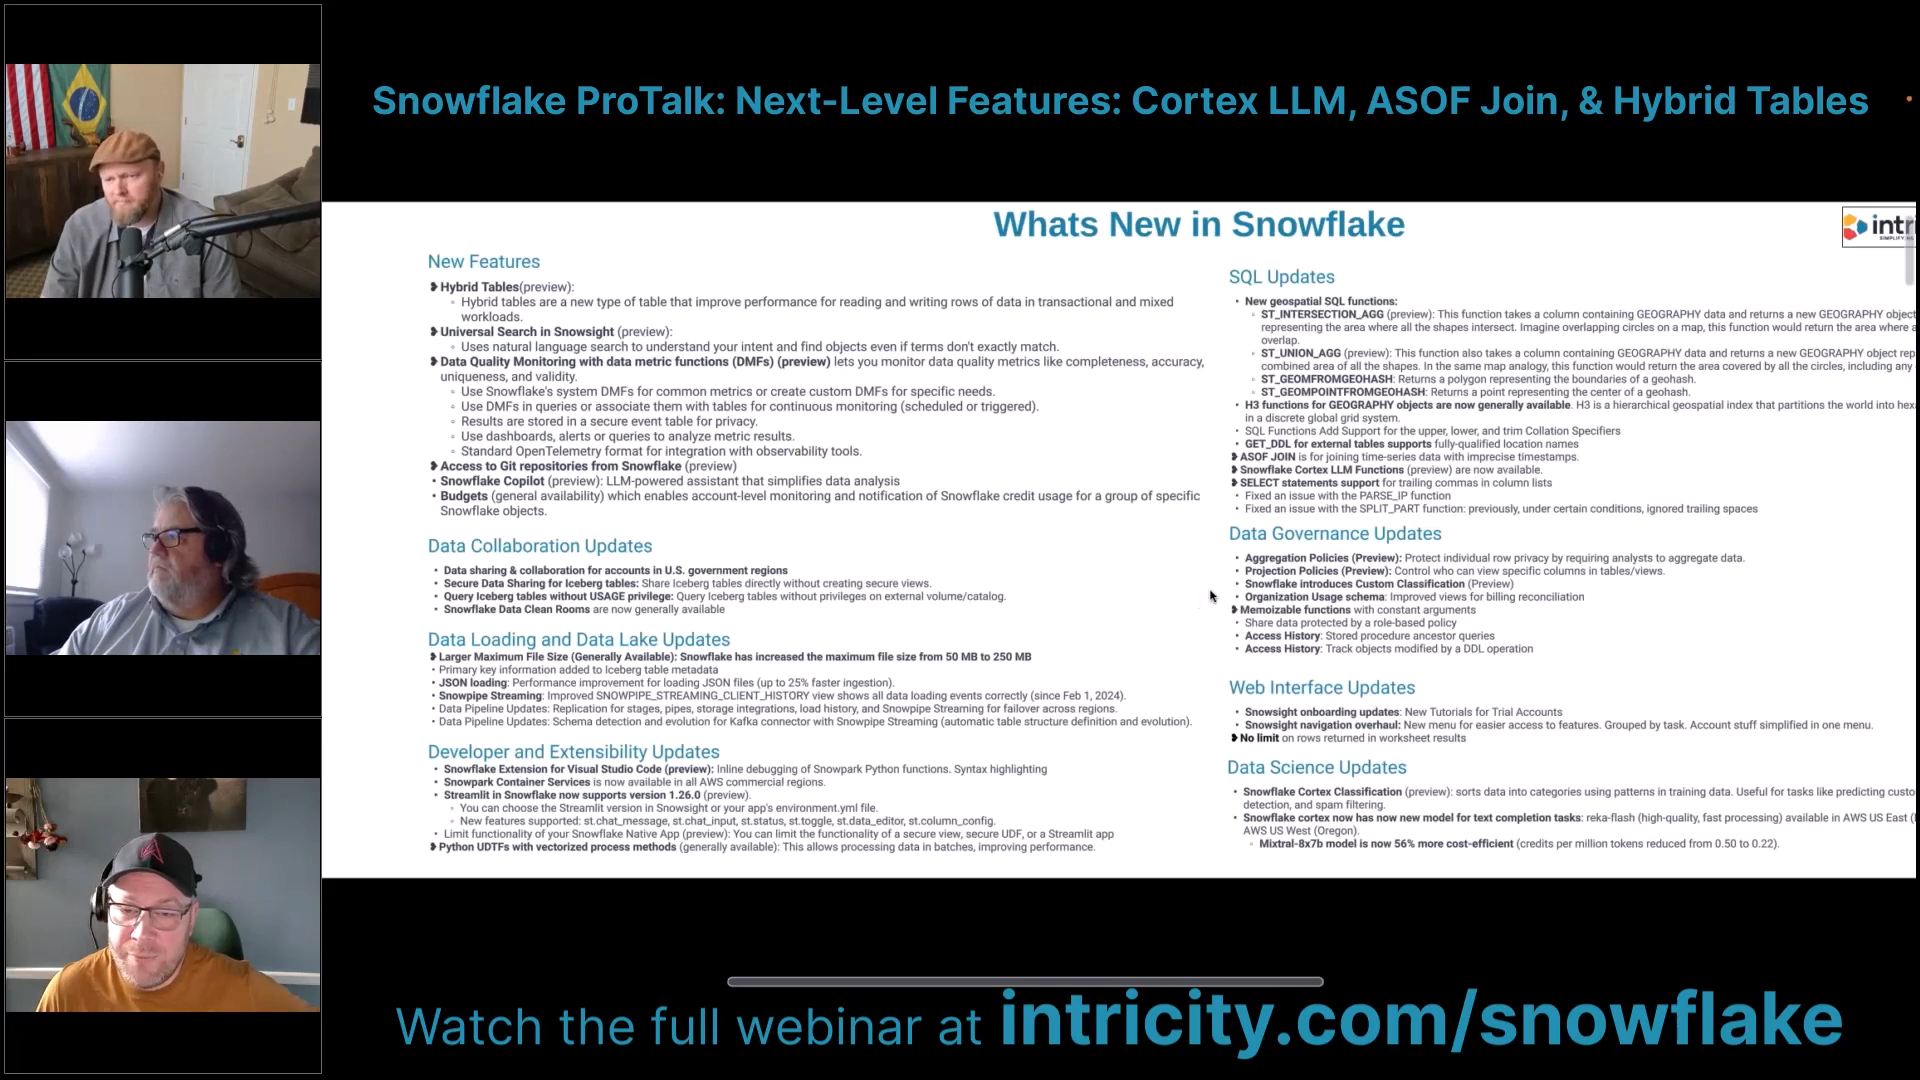 Snowflake ProTalk: Next-Level Features: Cortex LLM, ASOF Join, & Hybrid Tables
Whats New in Snowflake
New Features
Hybrid Tables(preview):
Hybrid tables are a new type of table that improve performance for reading and writing rows of data in transactional and mixed
workloads.
Universal Search in Snowsight (preview):
Uses natural language search to understand your intent and find objects even if terms don't exactly match.
Data Quality Monitoring with data metric functions (DMFs) (preview) lets you monitor data quality metrics like completeness, accuracy,
uniqueness, and validity.
Use Snowflake's system DMFs for common metrics or create custom DMFs for specific needs.
Use DMFs in queries or associate them with tables for continuous monitoring (scheduled or triggered).
Results are stored in a secure event table for privacy.
Use dashboards, alerts or queries to analyze metric results.
Standard OpenTelemetry format for integration with observability tools.
Access to Git repositories from Snowflake (preview)
Snowflake Copilot (preview): LLM-powered assistant that simplifies data analysis
Budgets (general availability) which enables account-level monitoring and notification of Snowflake credit usage for a group of specific
Snowflake objects.
Data Collaboration Updates
Data sharing & collaboration for accounts in U.S. government regions
Secure Data Sharing for Iceberg tables: Share Iceberg tables directly without creating secure views.
Query Iceberg tables without USAGE privilege: Query Iceberg tables without privileges on external volume/catalog.
Snowflake Data Clean Rooms are now generally available
Data Loading and Data Lake Updates
Larger Maximum File Size (Generally Available): Snowflake has increased the maximum file size from 50 MB to 250 MB
Primary key information added to Iceberg table metadata
JSON loading: Performance improvement for loading JSON files (up to 25% faster ingestion).
Snowpipe Streaming: Improved SNOWPIPE_STREAMING_CLIENT_HISTORY view shows all data loading events correctly (since Feb 1, 2024).
Data Pipeline Updates: Replication for stages, pipes, storage integrations, load history, and Snowpipe Streaming for failover across regions.
Data Pipeline Updates: Schema detection and evolution for Kafka connector with Snowpipe Streaming (automatic table structure definition and evolution).
Developer and Extensibility Updates
Snowflake Extension for Visual Studio Code (preview): Inline debugging of Snowpark Python functions. Syntax highlighting
Snowpark Container Services is now available in all AWS commercial regions.
Streamlit in Snowflake now supports version 1.26.0 (preview).
You can choose the Streamlit version in Snowsight or your app's environment.yml file.
New features supported: st.chat_message, st.chat_input, st.status, st.toggle, st.data_editor, st.column_config.
Limit functionality of your Snowflake Native App (preview): You can limit the functionality of a secure view, secure UDF, or a Streamlit app
Python UDTFs with vectorized process methods (generally available): This allows processing data in batches, improving performance.
intri
SIMPLIFY
SQL Updates
New geospatial SQL functions:
ST_INTERSECTION_AGG (preview): This function takes a column containing GEOGRAPHY data and returns a new GEOGRAPHY object
representing the area where all the shapes intersect. Imagine overlapping circles on a map, this function would return the area where a
overlap.
ST_UNION_AGG (preview): This function also takes a column containing GEOGRAPHY data and returns a new GEOGRAPHY object rep
combined area of all the shapes. In the same map analogy, this function would return the area covered by all the circles, including any
ST_GEOMFROMGEOHASH: Returns a polygon representing the boundaries of a geohash.
ST_GEOMPOINTFROMGEOHASH: Returns a point representing the center of a geohash.
H3 functions for GEOGRAPHY objects are now generally available. H3 is a hierarchical geospatial index that partitions the world into hexa
in a discrete global grid system.
SQL Functions Add Support for the upper, lower, and trim Collation Specifiers
GET_DDL for external tables supports fully-qualified location names
ASOF JOIN is for joining time-series data with imprecise timestamps.
Snowflake Cortex LLM Functions (preview) are now available.
SELECT statements support for trailing commas in column lists
Fixed an issue with the PARSE_IP function
Fixed an issue with the SPLIT_PART function: previously, under certain conditions, ignored trailing spaces
Data Governance Updates
Aggregation Policies (Preview): Protect individual row privacy by requiring analysts to aggregate data.
Projection Policies (Preview): Control who can view specific columns in tables/views.
Snowflake introduces Custom Classification (Preview)
Organization Usage schema: Improved views for billing reconciliation
Memoizable functions with constant arguments
Share data protected by a role-based policy
Access History: Stored procedure ancestor queries
Access History: Track objects modified by a DDL operation
Web Interface Updates
Snowsight onboarding updates: New Tutorials for Trial Accounts
Snowsight navigation overhaul: New menu for easier access to features. Grouped by task. Account stuff simplified in one menu.
No limit on rows returned in worksheet results
Data Science Updates
Snowflake Cortex Classification (preview): sorts data into categories using patterns in training data. Useful for tasks like predicting custo
detection, and spam filtering.
Snowflake cortex now has now new model for text completion tasks: reka-flash (high-quality, fast processing) available in AWS US East (
AWS US West (Oregon).
Mixtral-8x7b model is now 56% more cost-efficient (credits per million tokens reduced from 0.50 to 0.22).
Watch the full webinar at intricity.com/snowflake